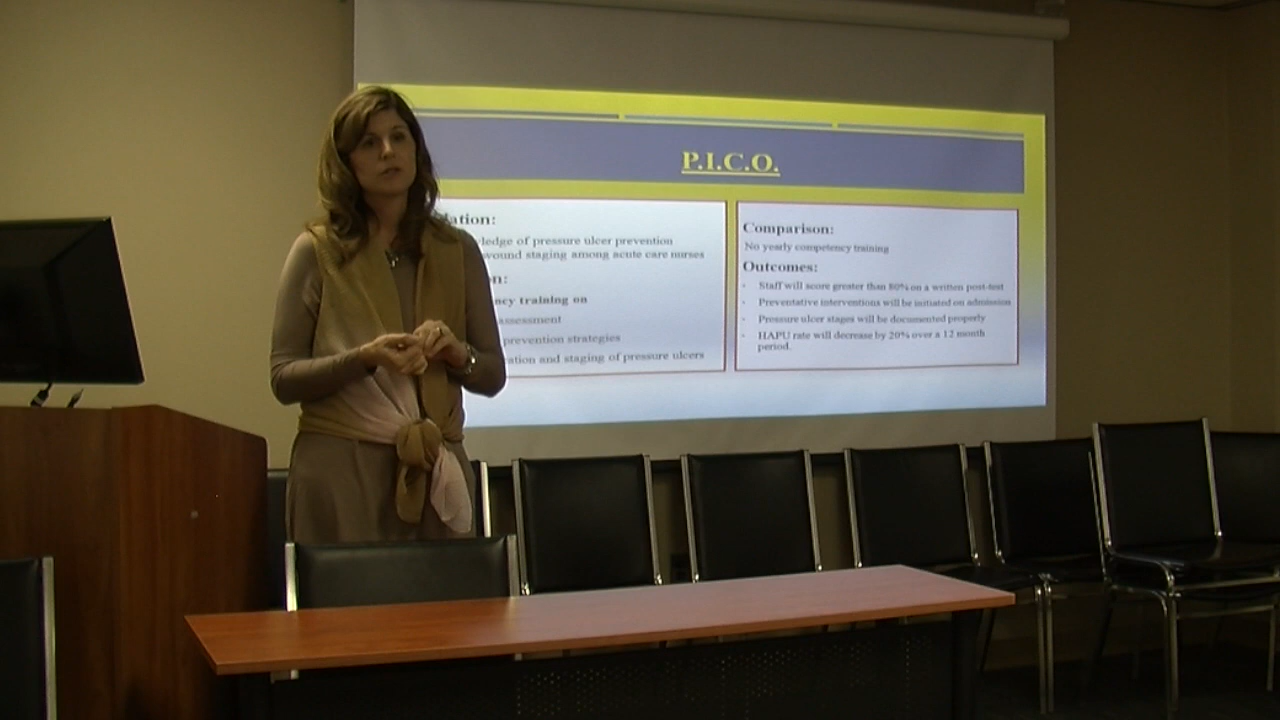 P.I.C.O.
lation:
vledge of pressure ulcer prevention
wound staging among acute care nurses
on:
ncy training on
assessment
prevention strategies
ration and staging of pressure ulcers
Comparison:
No yearly competency training
Outcomes:
- Staff will score greater than 80% on a written post-test
- Preventative interventions will be initiated on admission
- Pressure ulcer stages will be documented properly
- HAPU rate will decrease by 20% over a 12 month
period.